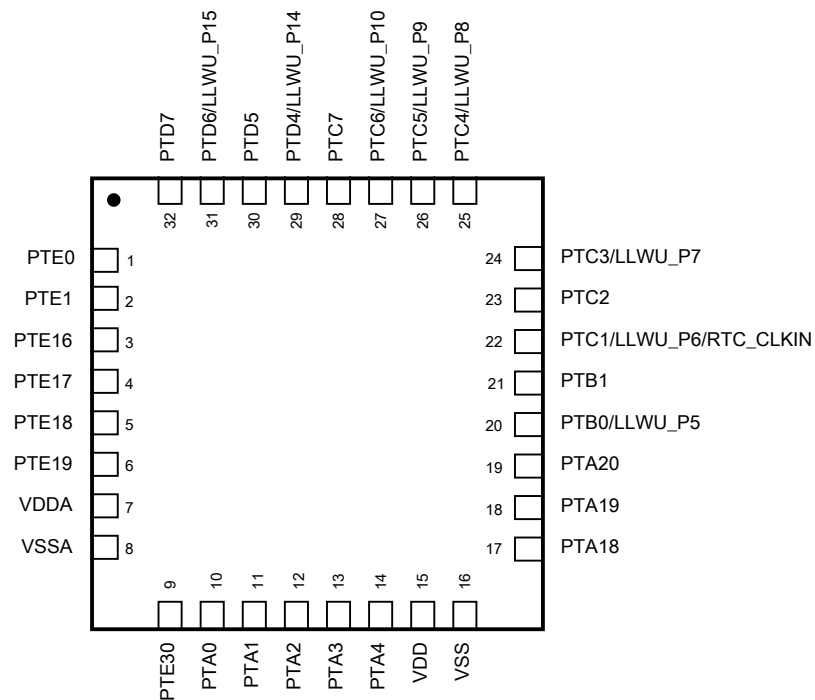 PTD7
PTD6/LLWU_P15
PTD5
PTD4/LLWU_P14
PTC7
PTC6/LLWU_P10
PTC5/LLWU_P9
PTC4/LLWU_P8
32
31
30
29
28
27
26
25
PTE0
1
PTE1
2
PTE16
3
PTE17
4
PTE18
5
PTE19
6
VDDA
7
VSSA
8
24
PTC3/LLWU_P7
23
PTC2
22
PTC1/LLWU_P6/RTC_CLKIN
21
PTB1
20
PTB0/LLWU_P5
19
PTA20
18
PTA19
17
PTA18
9
10
11
12
13
14
15
16
PTE30
PTA0
PTA1
PTA2
PTA3
PTA4
VDD
VSS